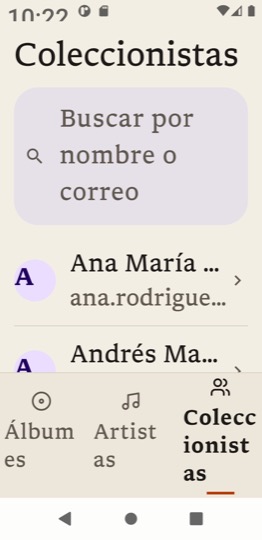 10:22
Coleccionistas
Buscar por
nombre o
correo
A
Ana María ...
ana.rodrigue...
A
Andrés Ma...
Álbum
es
Artist
as
Colecc
ionist
as